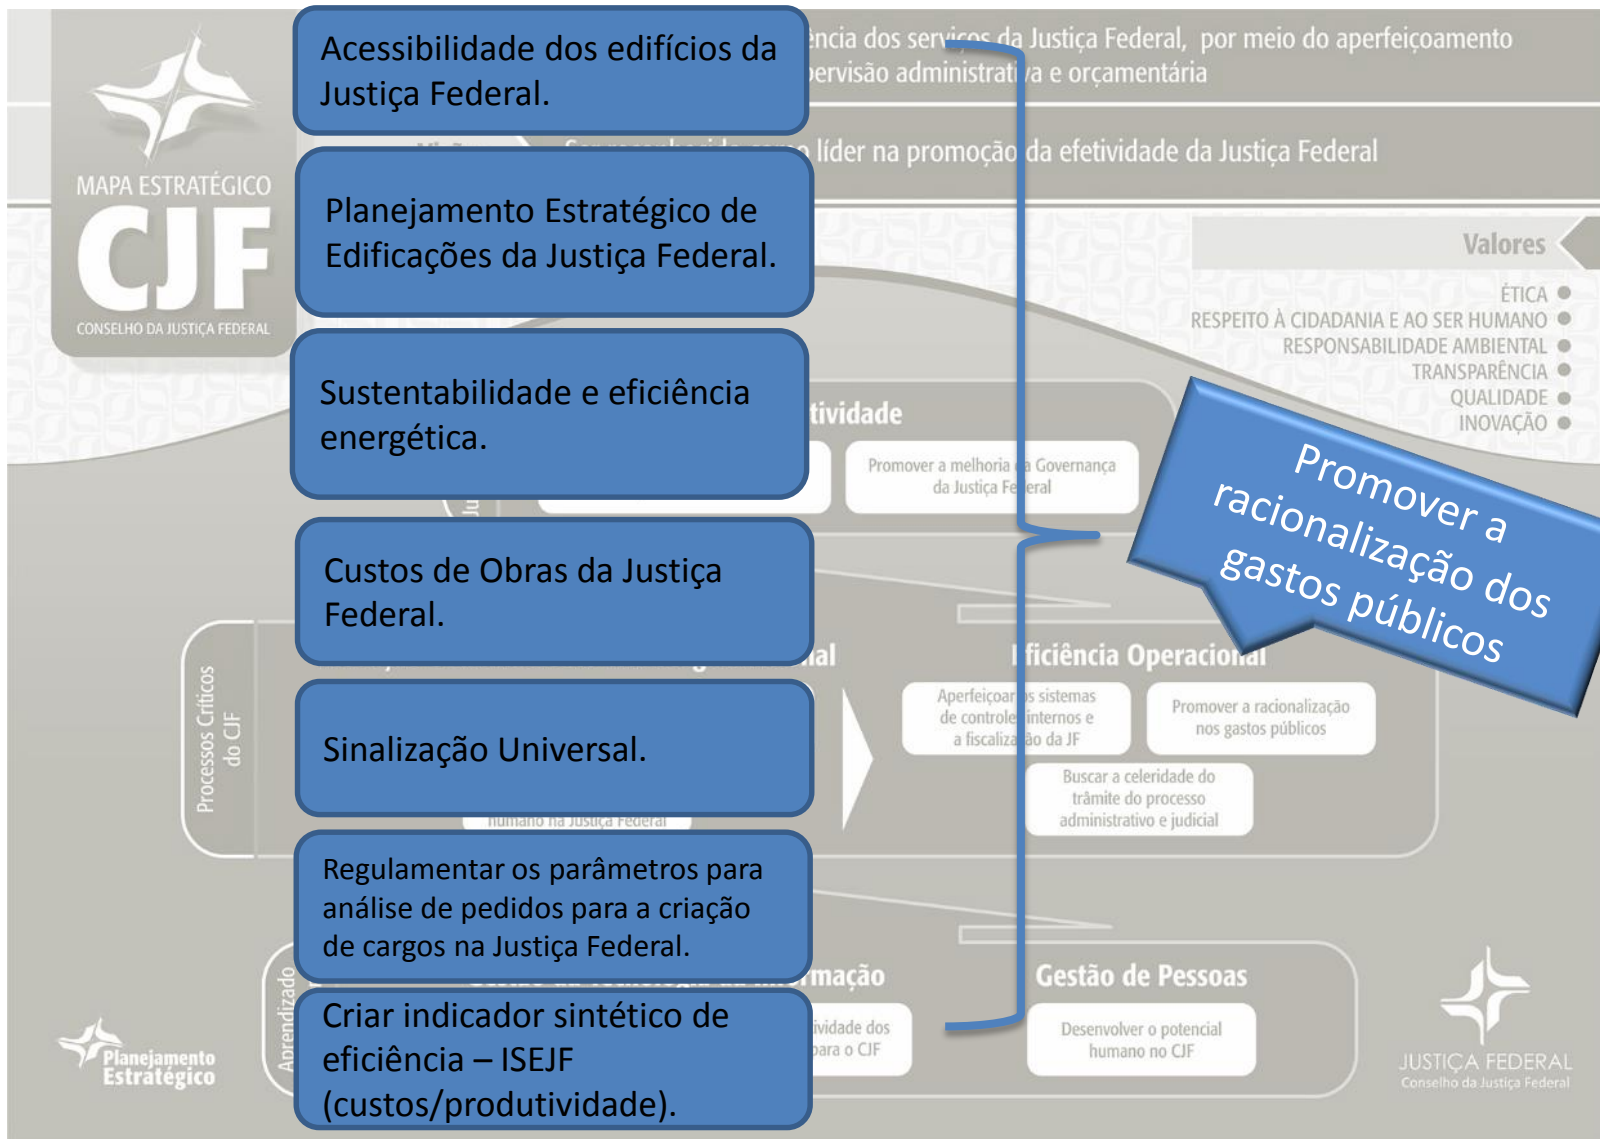 MAPA ESTRATÉGICO
CJF
CONSELHO DA JUSTIÇA FEDERAL
dos serviços da Justiça Federal, por meio do aperfeiçoamento
administrativa e orçamentária
líder na promoção da efetividade da Justiça Federal
Acessibilidade dos edifícios da
Justiça Federal.
Planejamento Estratégico de
Edificações da Justiça Federal.
Sustentabilidade e eficiência
energética.
Custos de Obras da Justiça
Federal.
Sinalização Universal.
Regulamentar os parâmetros para
análise de pedidos para a criação
de cargos na Justiça Federal.
Criar indicador sintético de
eficiência – ISEJF
(custos/produtividade).
Valores
ÉTICA
RESPEITO À CIDADANIA E AO SER HUMANO
RESPONSABILIDADE AMBIENTAL
TRANSPARÊNCIA
QUALIDADE
INOVAÇÃO
Promover a
racionalização dos
gastos públicos
Promover a melhoria da Governança
da Justiça Federal
Processos Críticos
do CJF
Eficiência Operacional
Aperfeiçoar os sistemas
de controles internos e
a fiscalização da JF
Promover a racionalização
nos gastos públicos
Buscar a celeridade do
trâmite do processo
administrativo e judicial
humano na Justiça Federal
Aprendizado
Gestão de Pessoas
para o CJF
Desenvolver o potencial
humano no CJF
Planejamento
Estratégico
JUSTIÇA FEDERAL
Conselho da Justiça Federal